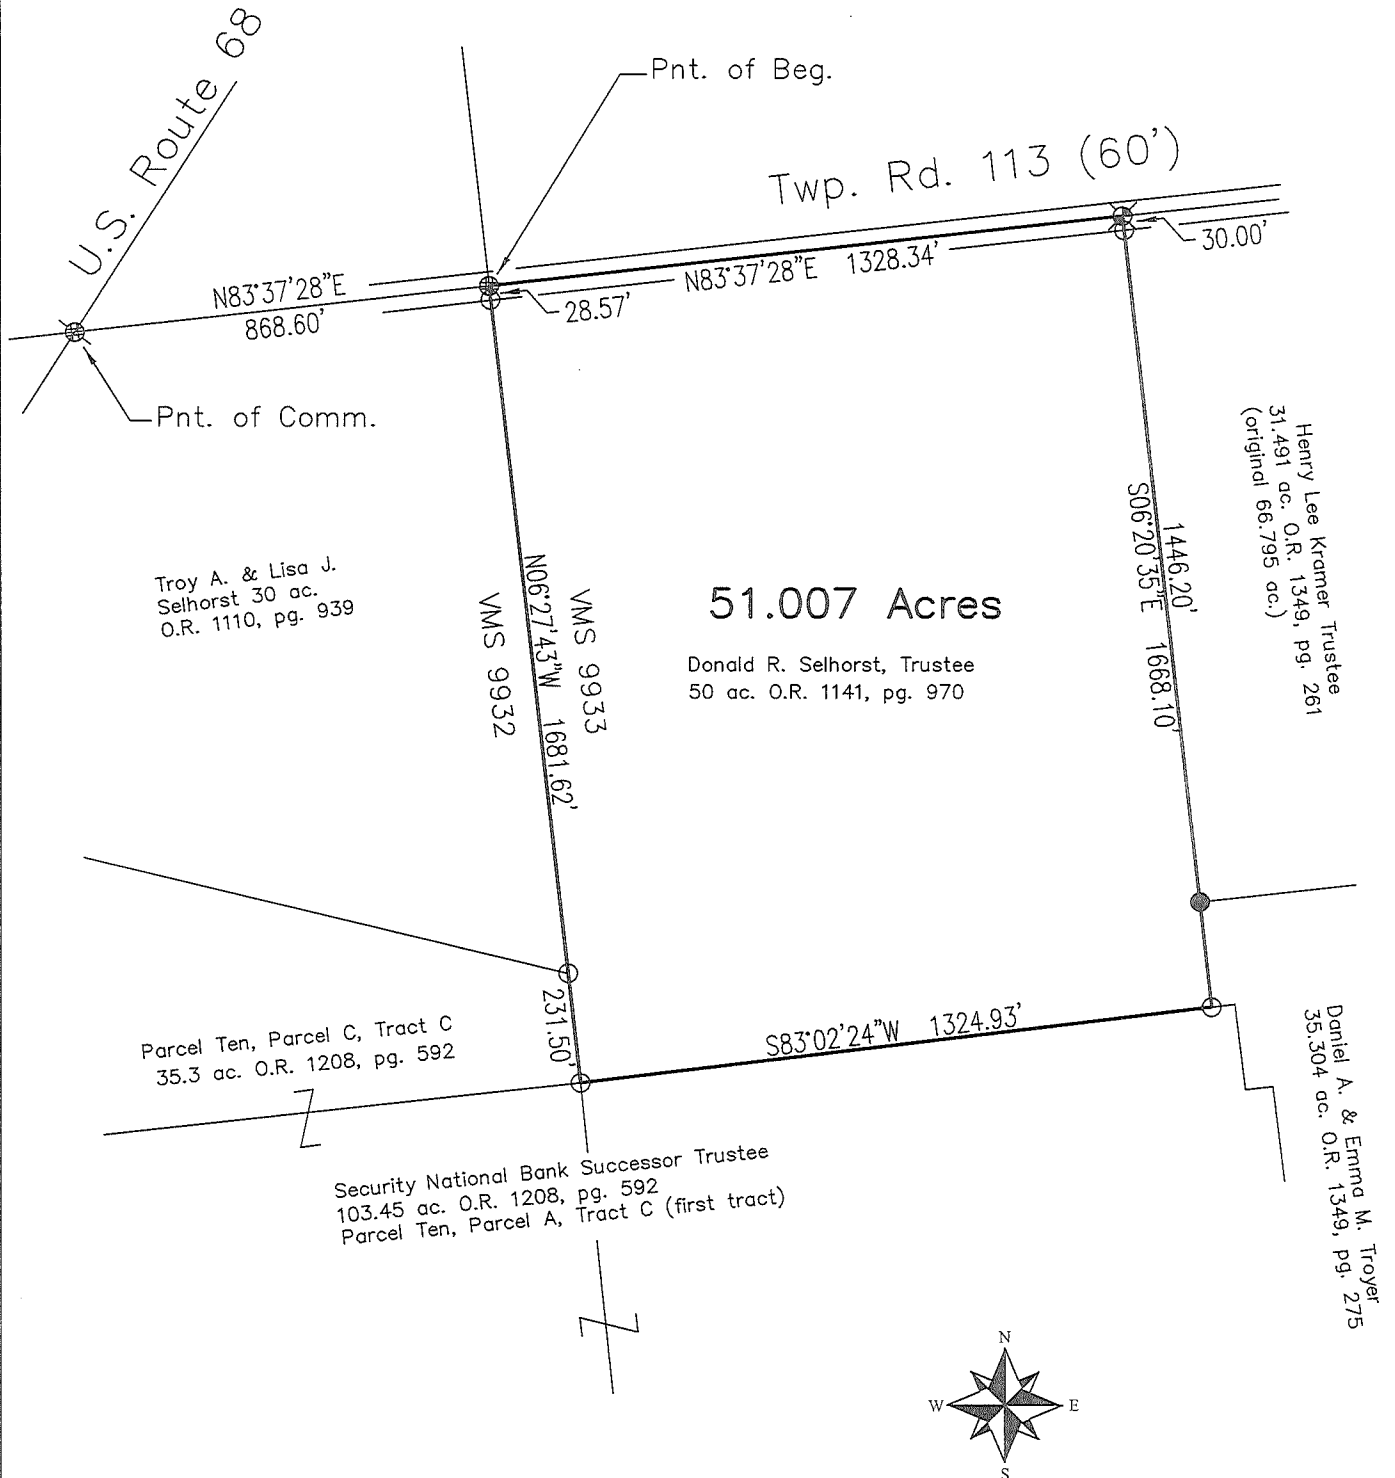 U.S. Route 68
Pnt. of Beg.
Twp. Rd. 113 (60')
30.00'
N83°37'28"E 1328.34'
N83°37'28"E
868.60'
28.57'
Pnt. of Comm.
Henry Lee Kramer Trustee
31.491 ac. O.R. 1349, pg. 261
(original 66.795 ac.)
1446.20'
S06°20'35"E 1668.10'
Troy A. & Lisa J.
Selhorst 30 ac.
O.R. 1110, pg. 939
VMS 9933
N06°27'43"W 1681.62'
VMS 9932
51.007 Acres
Donald R. Selhorst, Trustee
50 ac. O.R. 1141, pg. 970
231.50'
S83°02'24"W 1324.93'
Parcel Ten, Parcel C, Tract C
35.3 ac. O.R. 1208, pg. 592
Daniel A. & Emma M. Troyer
35.304 ac. O.R. 1349, pg. 275
Security National Bank Successor Trustee
103.45 ac. O.R. 1208, pg. 592
Parcel Ten, Parcel A, Tract C (first tract)
N
W E
S